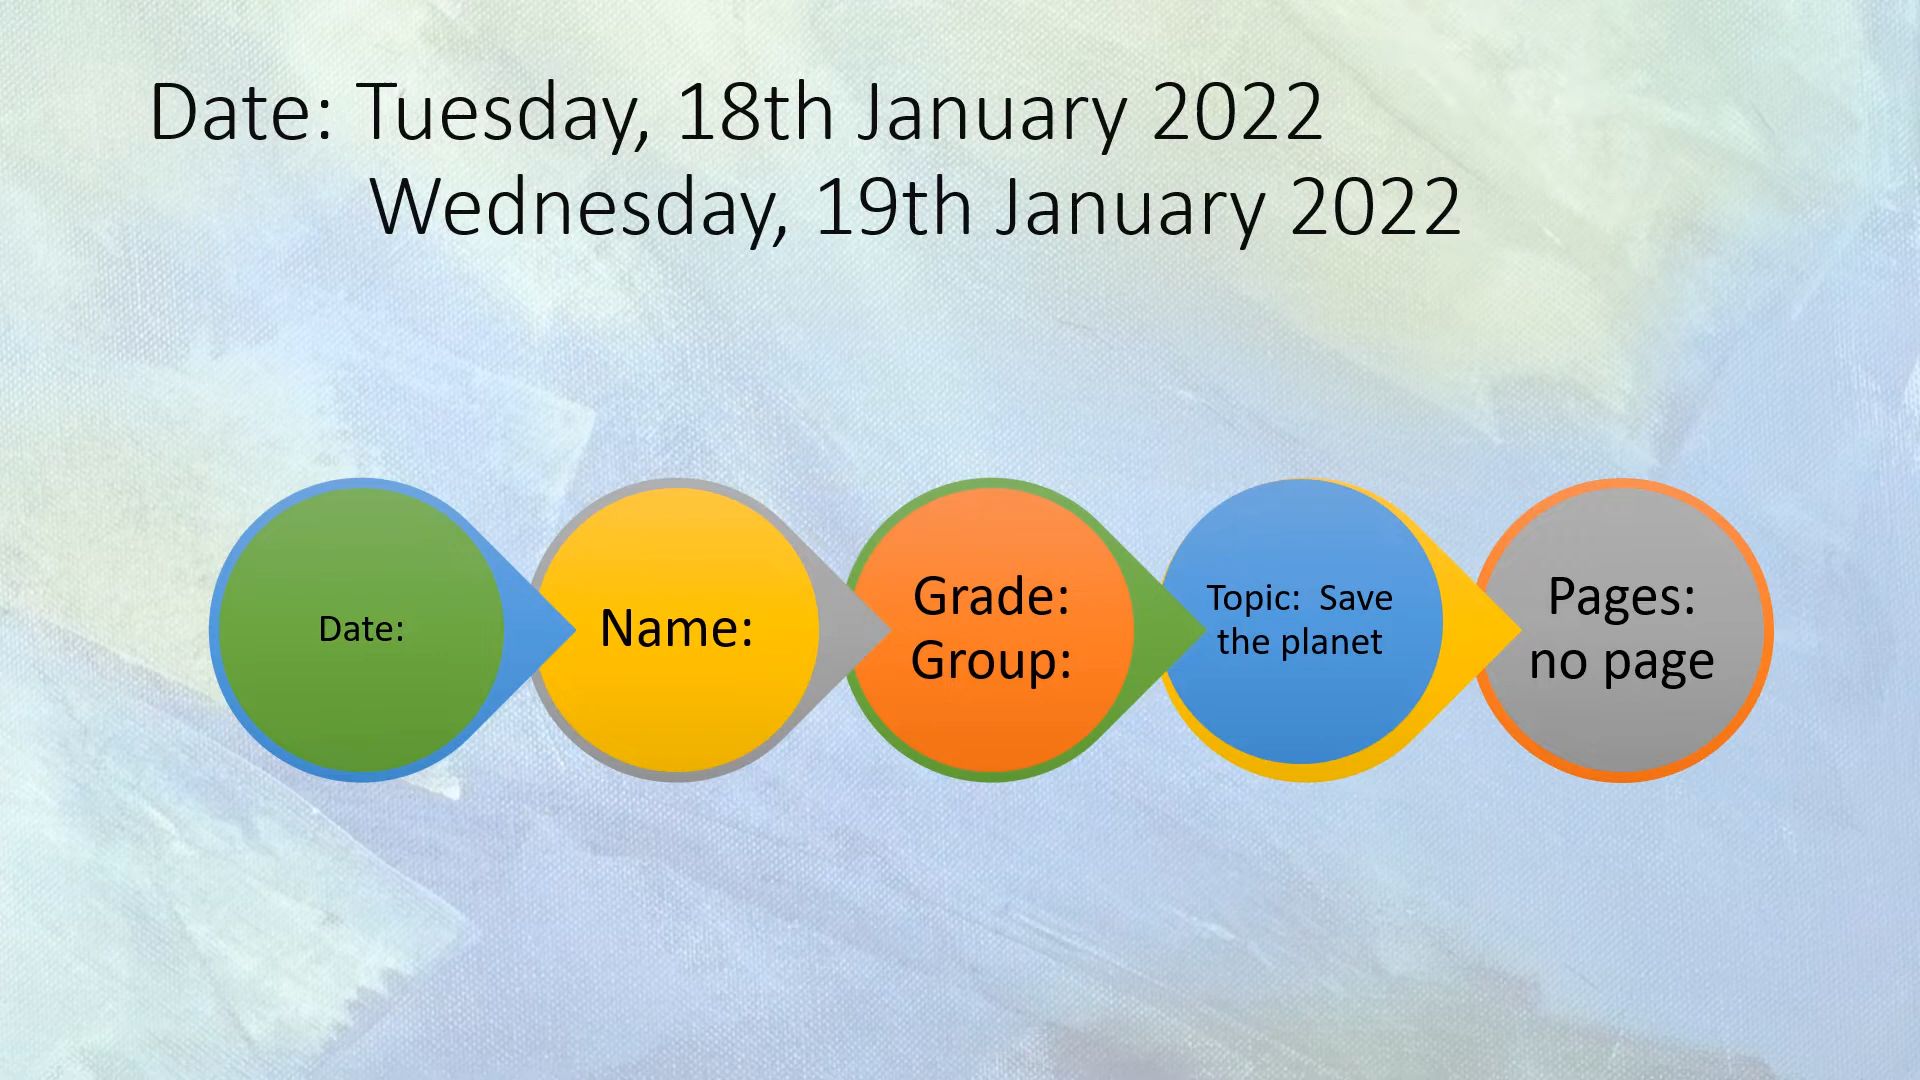 Date: Tuesday, 18th January 2022
Wednesday, 19th January 2022
Date:
Name:
Grade:
Group:
Topic:  Save
the planet
Pages:
no page